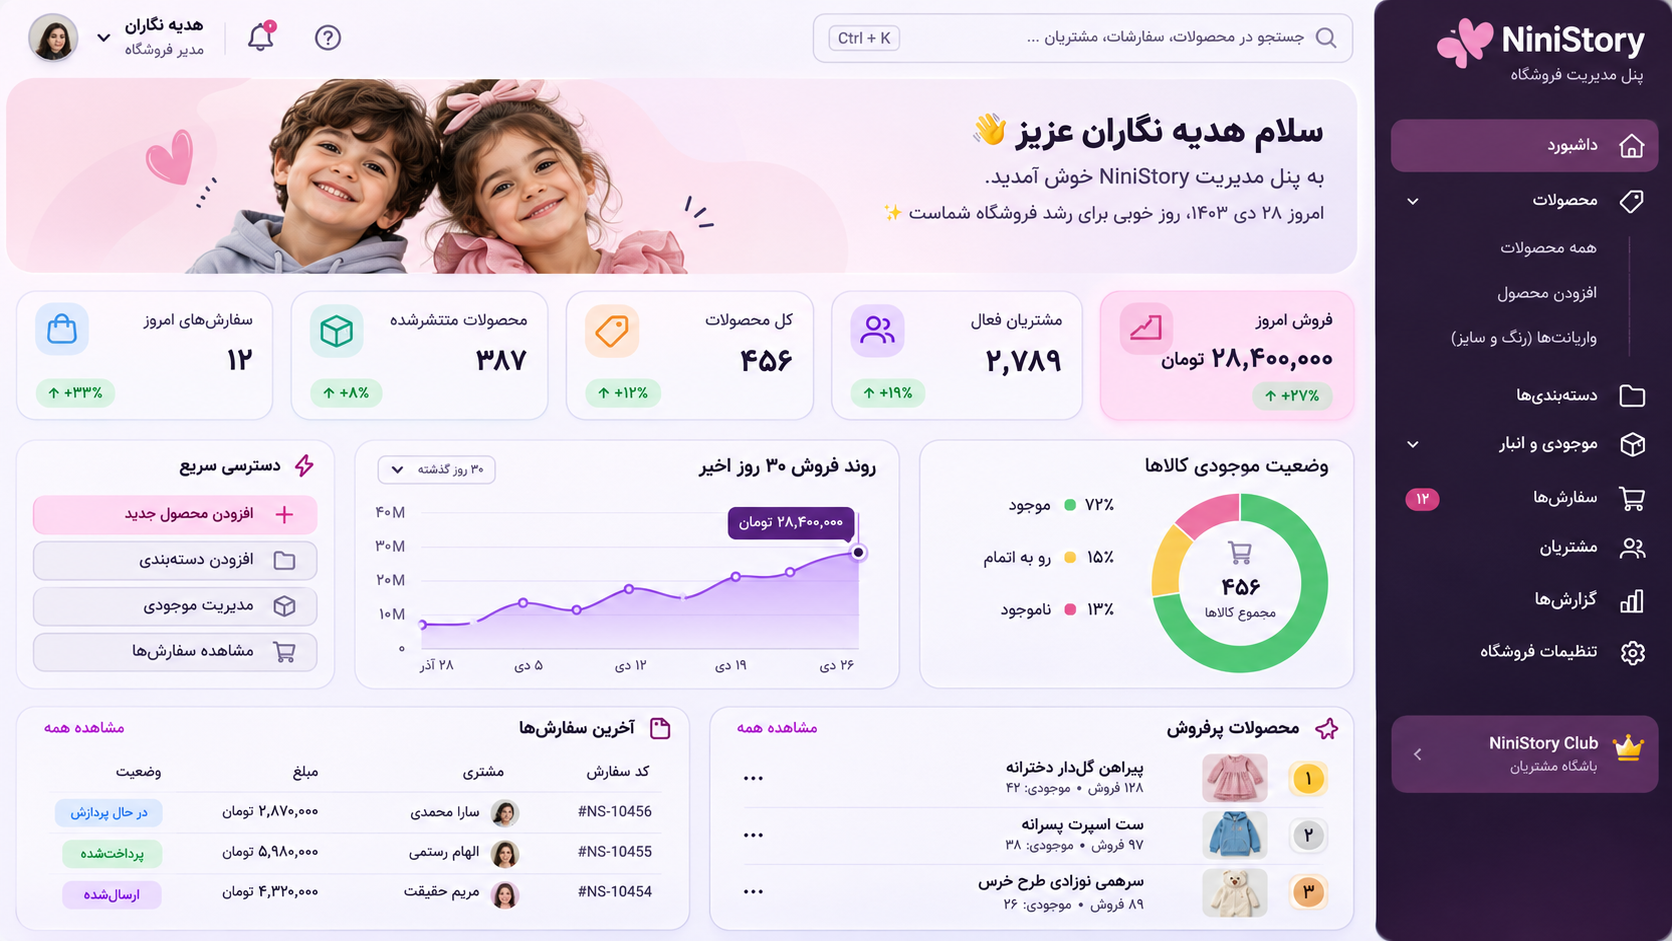 NiniStory
پنل مدیریت فروشگاه
داشبورد
محصولات
همه محصولات
افزودن محصول
واریانت‌ها (رنگ و سایز)
دسته‌بندی‌ها
موجودی و انبار
سفارش‌ها
۱۲
مشتریان
گزارش‌ها
تنظیمات فروشگاه
NiniStory Club
باشگاه مشتریان
جستجو در محصولات، سفارشات، مشتریان ...
Ctrl + K
هدیه نگاران
مدیر فروشگاه
سلام هدیه نگاران عزیز 👋
به پنل مدیریت NiniStory خوش آمدید.
امروز ۲۸ دی ۱۴۰۳، روز خوبی برای رشد فروشگاه شماست ✨
فروش امروز
۲۸,۴۰۰,۰۰۰ تومان
↑ +۲۷%
مشتریان فعال
۲,۷۸۹
↑ +۱۹%
کل محصولات
۴۵۶
↑ +۱۲%
محصولات منتتشرشده
۳۸۷
↑ +۸%
سفارش‌های امروز
۱۲
↑ +۳۳%
وضعیت موجودی کالاها
۷۲٪ موجود
۱۵٪ رو به اتمام
۱۳٪ ناموجود
۴۵۶
مجموع کالاها
روند فروش ۳۰ روز اخیر
۳۰ روز گذشته
۴۰M
۳۰M
۲۰M
۱۰M
۰
۲۸,۴۰۰,۰۰۰ تومان
۲۸ آذر
۵ دی
۱۲ دی
۱۹ دی
۲۶ دی
دسترسی سریع
افزودن محصول جدید
افزودن دسته‌بندی
مدیریت موجودی
مشاهده سفارش‌ها
محصولات پرفروش
مشاهده همه
۱
پیراهن گل‌دار دخترانه
۱۲۸ فروش • موجودی: ۴۲
۲
ست اسپرت پسرانه
۹۷ فروش • موجودی: ۳۸
۳
سرهمی نوزادی طرح خرس
۸۹ فروش • موجودی: ۲۶
آخرین سفارش‌ها
مشاهده همه
کد سفارش مشتری مبلغ وضعیت
#NS-10456 سارا محمدی ۲,۸۷۰,۰۰۰ تومان در حال پردازش
#NS-10455 الهام رستمی ۵,۹۸۰,۰۰۰ تومان پرداخت‌شده
#NS-10454 مریم حقیقت ۴,۳۲۰,۰۰۰ تومان ارسال‌شده